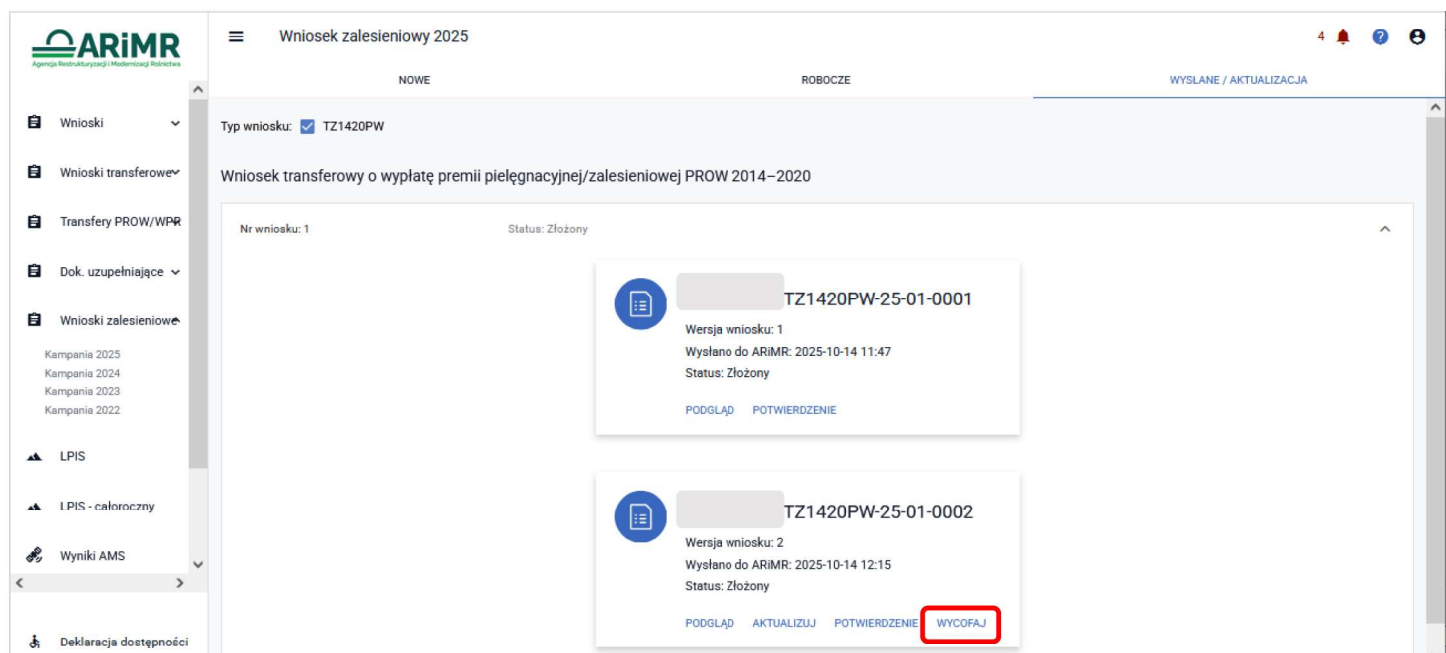 ARiMR
Agencja Restrukturyzacji i Modernizacji Rolnictwa
Wniosek zalesieniowy 2025
4
NOWE
ROBOCZE
WYSŁANE / AKTUALIZACJA
Wnioski
Wnioski transferowe
Transfery PROW/WPR
Dok. uzupełniające
Wnioski zalesieniowe
Kampania 2025
Kampania 2024
Kampania 2023
Kampania 2022
LPIS
LPIS - całoroczny
Wyniki AMS
Deklaracja dostępności
Typ wniosku: TZ1420PW
Wniosek transferowy o wypłatę premii pielęgnacyjnej/zalesieniowej PROW 2014–2020
Nr wniosku: 1 Status: Złożony
TZ1420PW-25-01-0001
Wersja wniosku: 1
Wysłano do ARiMR: 2025-10-14 11:47
Status: Złożony
PODGLĄD POTWIERDZENIE
TZ1420PW-25-01-0002
Wersja wniosku: 2
Wysłano do ARiMR: 2025-10-14 12:15
Status: Złożony
PODGLĄD AKTUALIZUJ POTWIERDZENIE WYCOFAJ